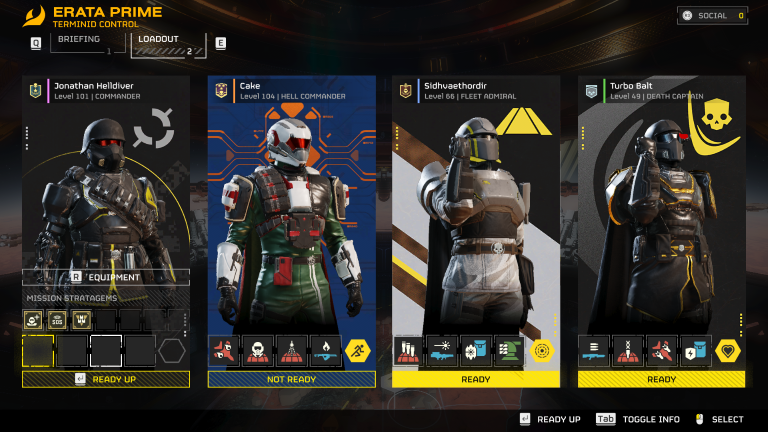 ERATA PRIME
TERMINID CONTROL
SOCIAL 0
Q
BRIEFING
1
LOADOUT
2
E
Jonathan Helldiver
Level 101 | COMMANDER
Cake
Level 104 | HELL COMMANDER
Sidhvaethordir
Level 66 | FLEET ADMIRAL
Turbo Balt
Level 49 | DEATH CAPTAIN
R EQUIPMENT
MISSION STRATAGEMS
SOS
READY UP
NOT READY
READY
READY
READY UP
Tab TOGGLE INFO
SELECT